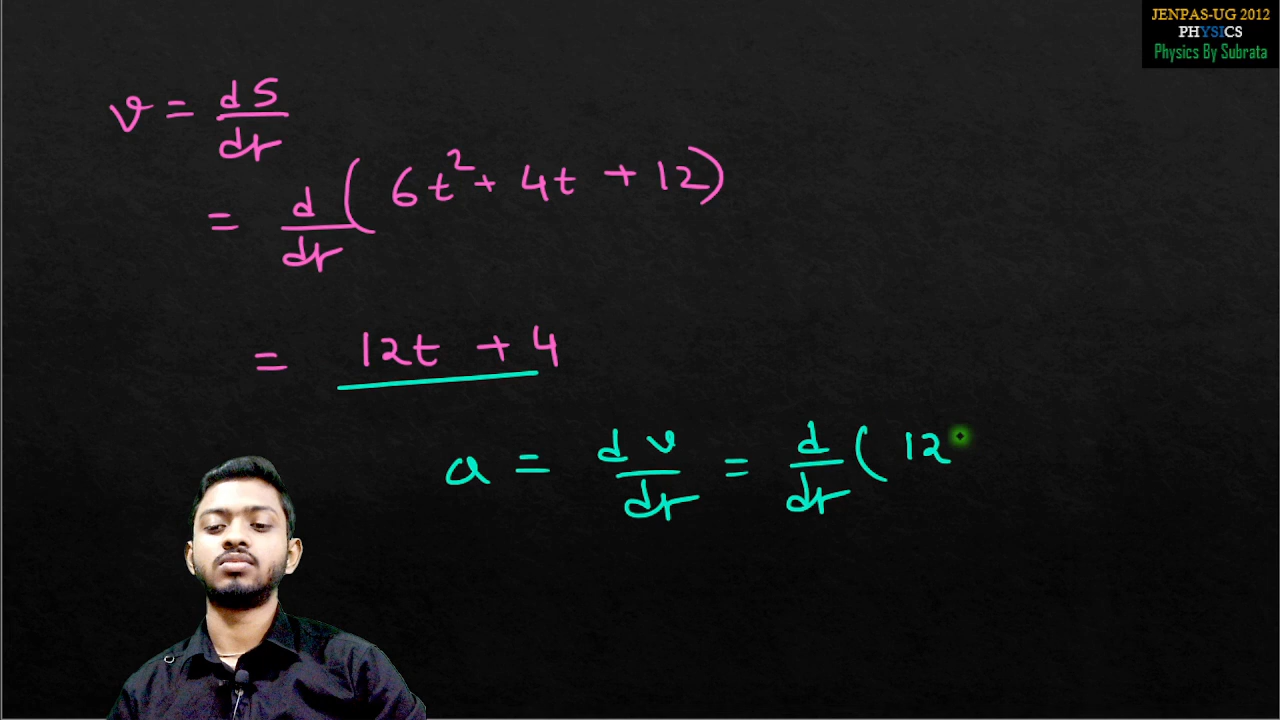 JENPAS-UG 2012
PHYSICS
Physics By Subrata
v = dS/dt
= d/dt (6t² + 4t + 12)
= 12t + 4
a = dv/dt = d/dt (12